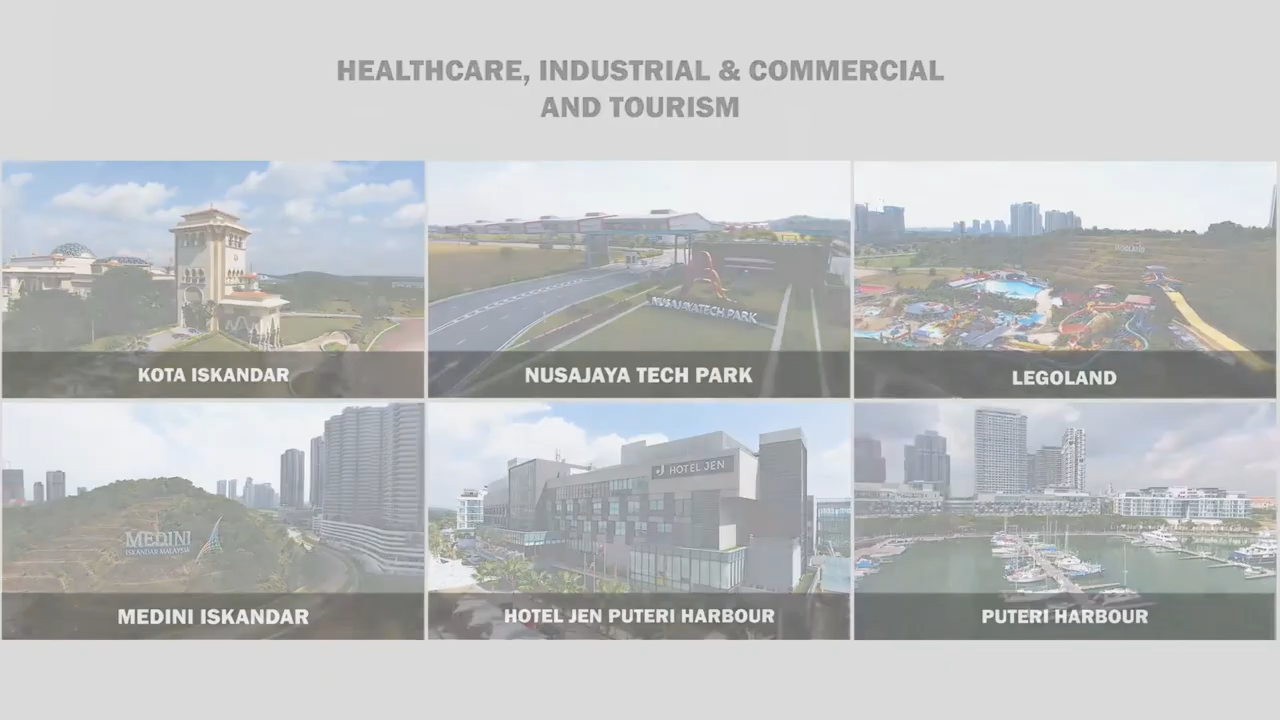 HEALTHCARE, INDUSTRIAL & COMMERCIAL
AND TOURISM
KOTA ISKANDAR
NUSAJAYA TECH PARK
NUSAJAYA TECH PARK
LEGOLAND
MEDINI
ISKANDAR MALAYSIA
MEDINI ISKANDAR
J HOTEL JEN
HOTEL JEN PUTERI HARBOUR
PUTERI HARBOUR